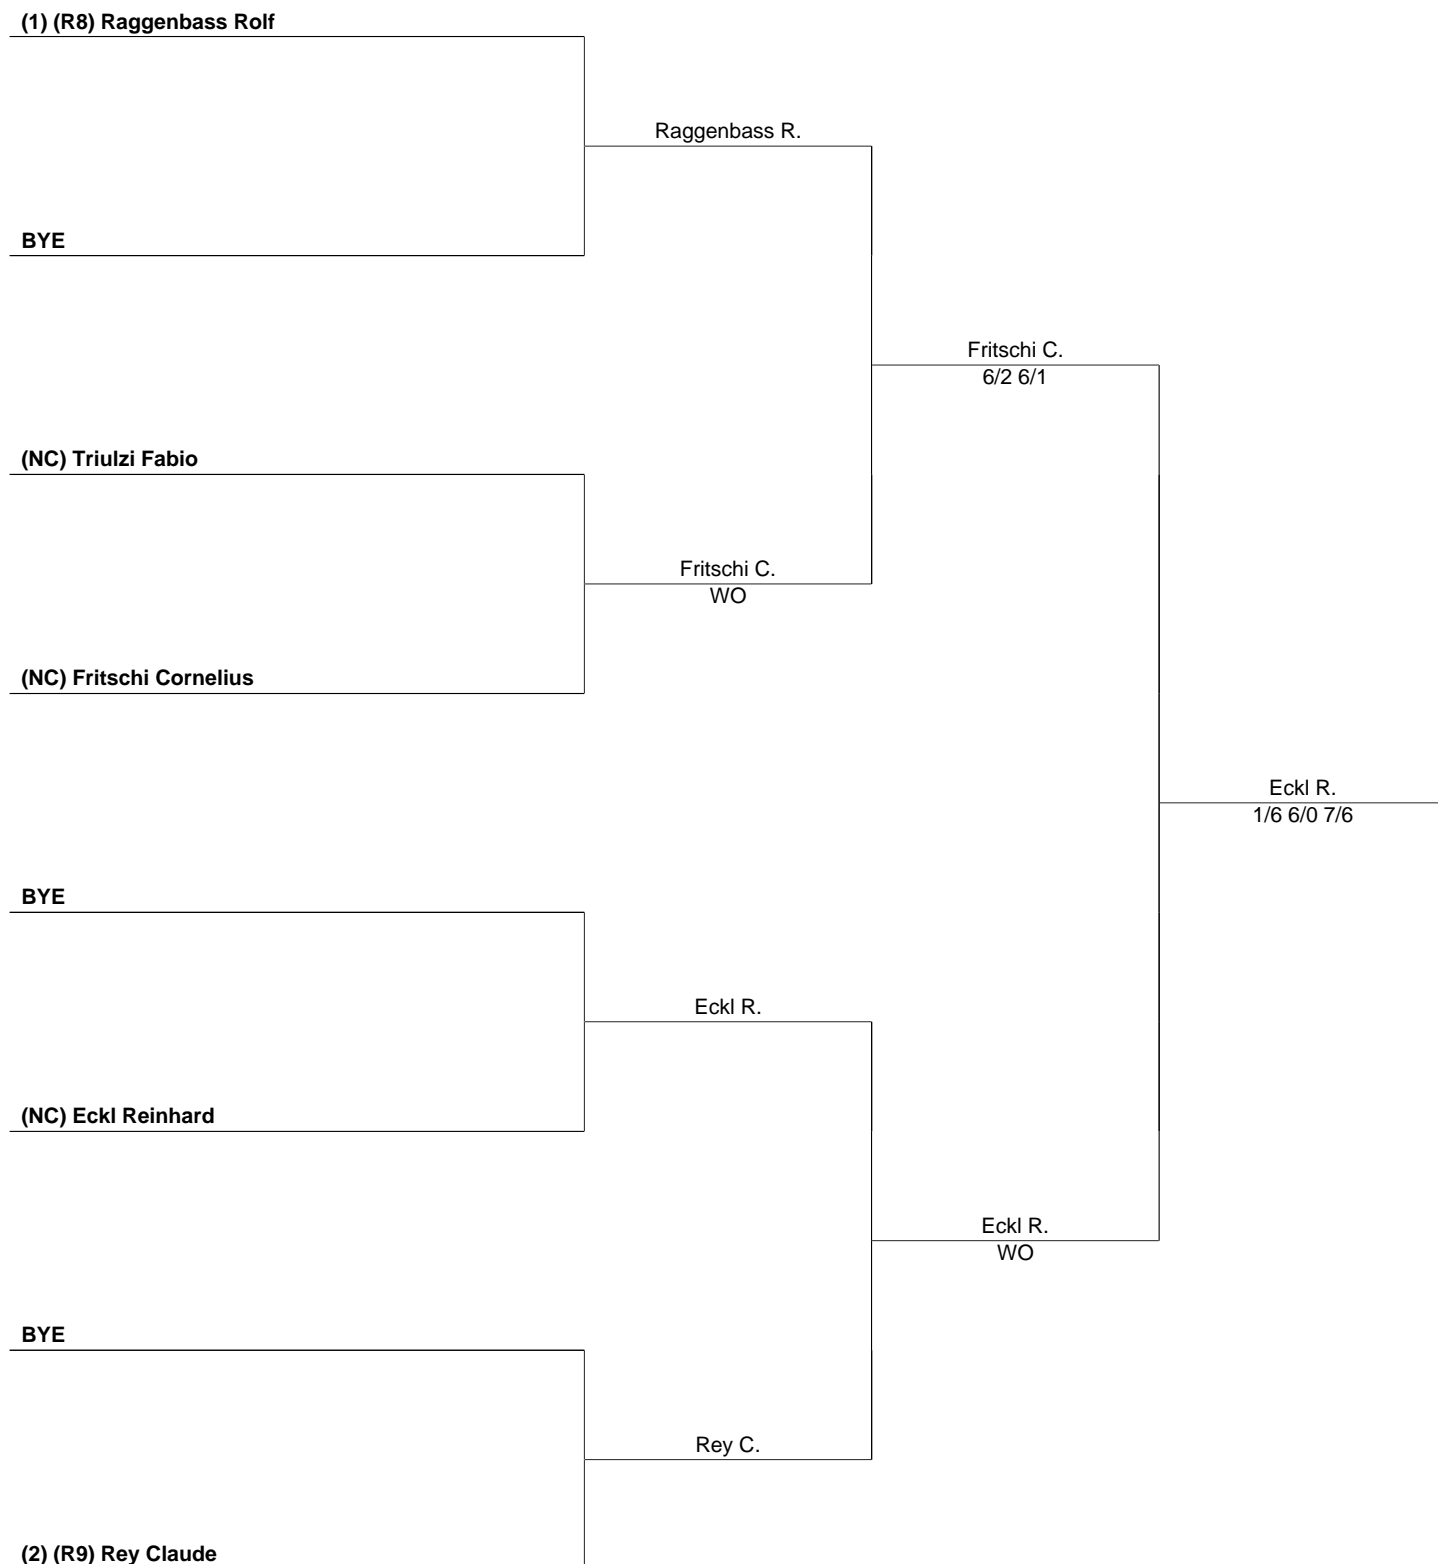 (1) (R8) Raggenbass Rolf
Raggenbass R.
BYE
Fritschi C.
6/2 6/1
(NC) Triulzi Fabio
Fritschi C.
WO
(NC) Fritschi Cornelius
Eckl R.
1/6 6/0 7/6
BYE
Eckl R.
(NC) Eckl Reinhard
Eckl R.
WO
BYE
Rey C.
(2) (R9) Rey Claude